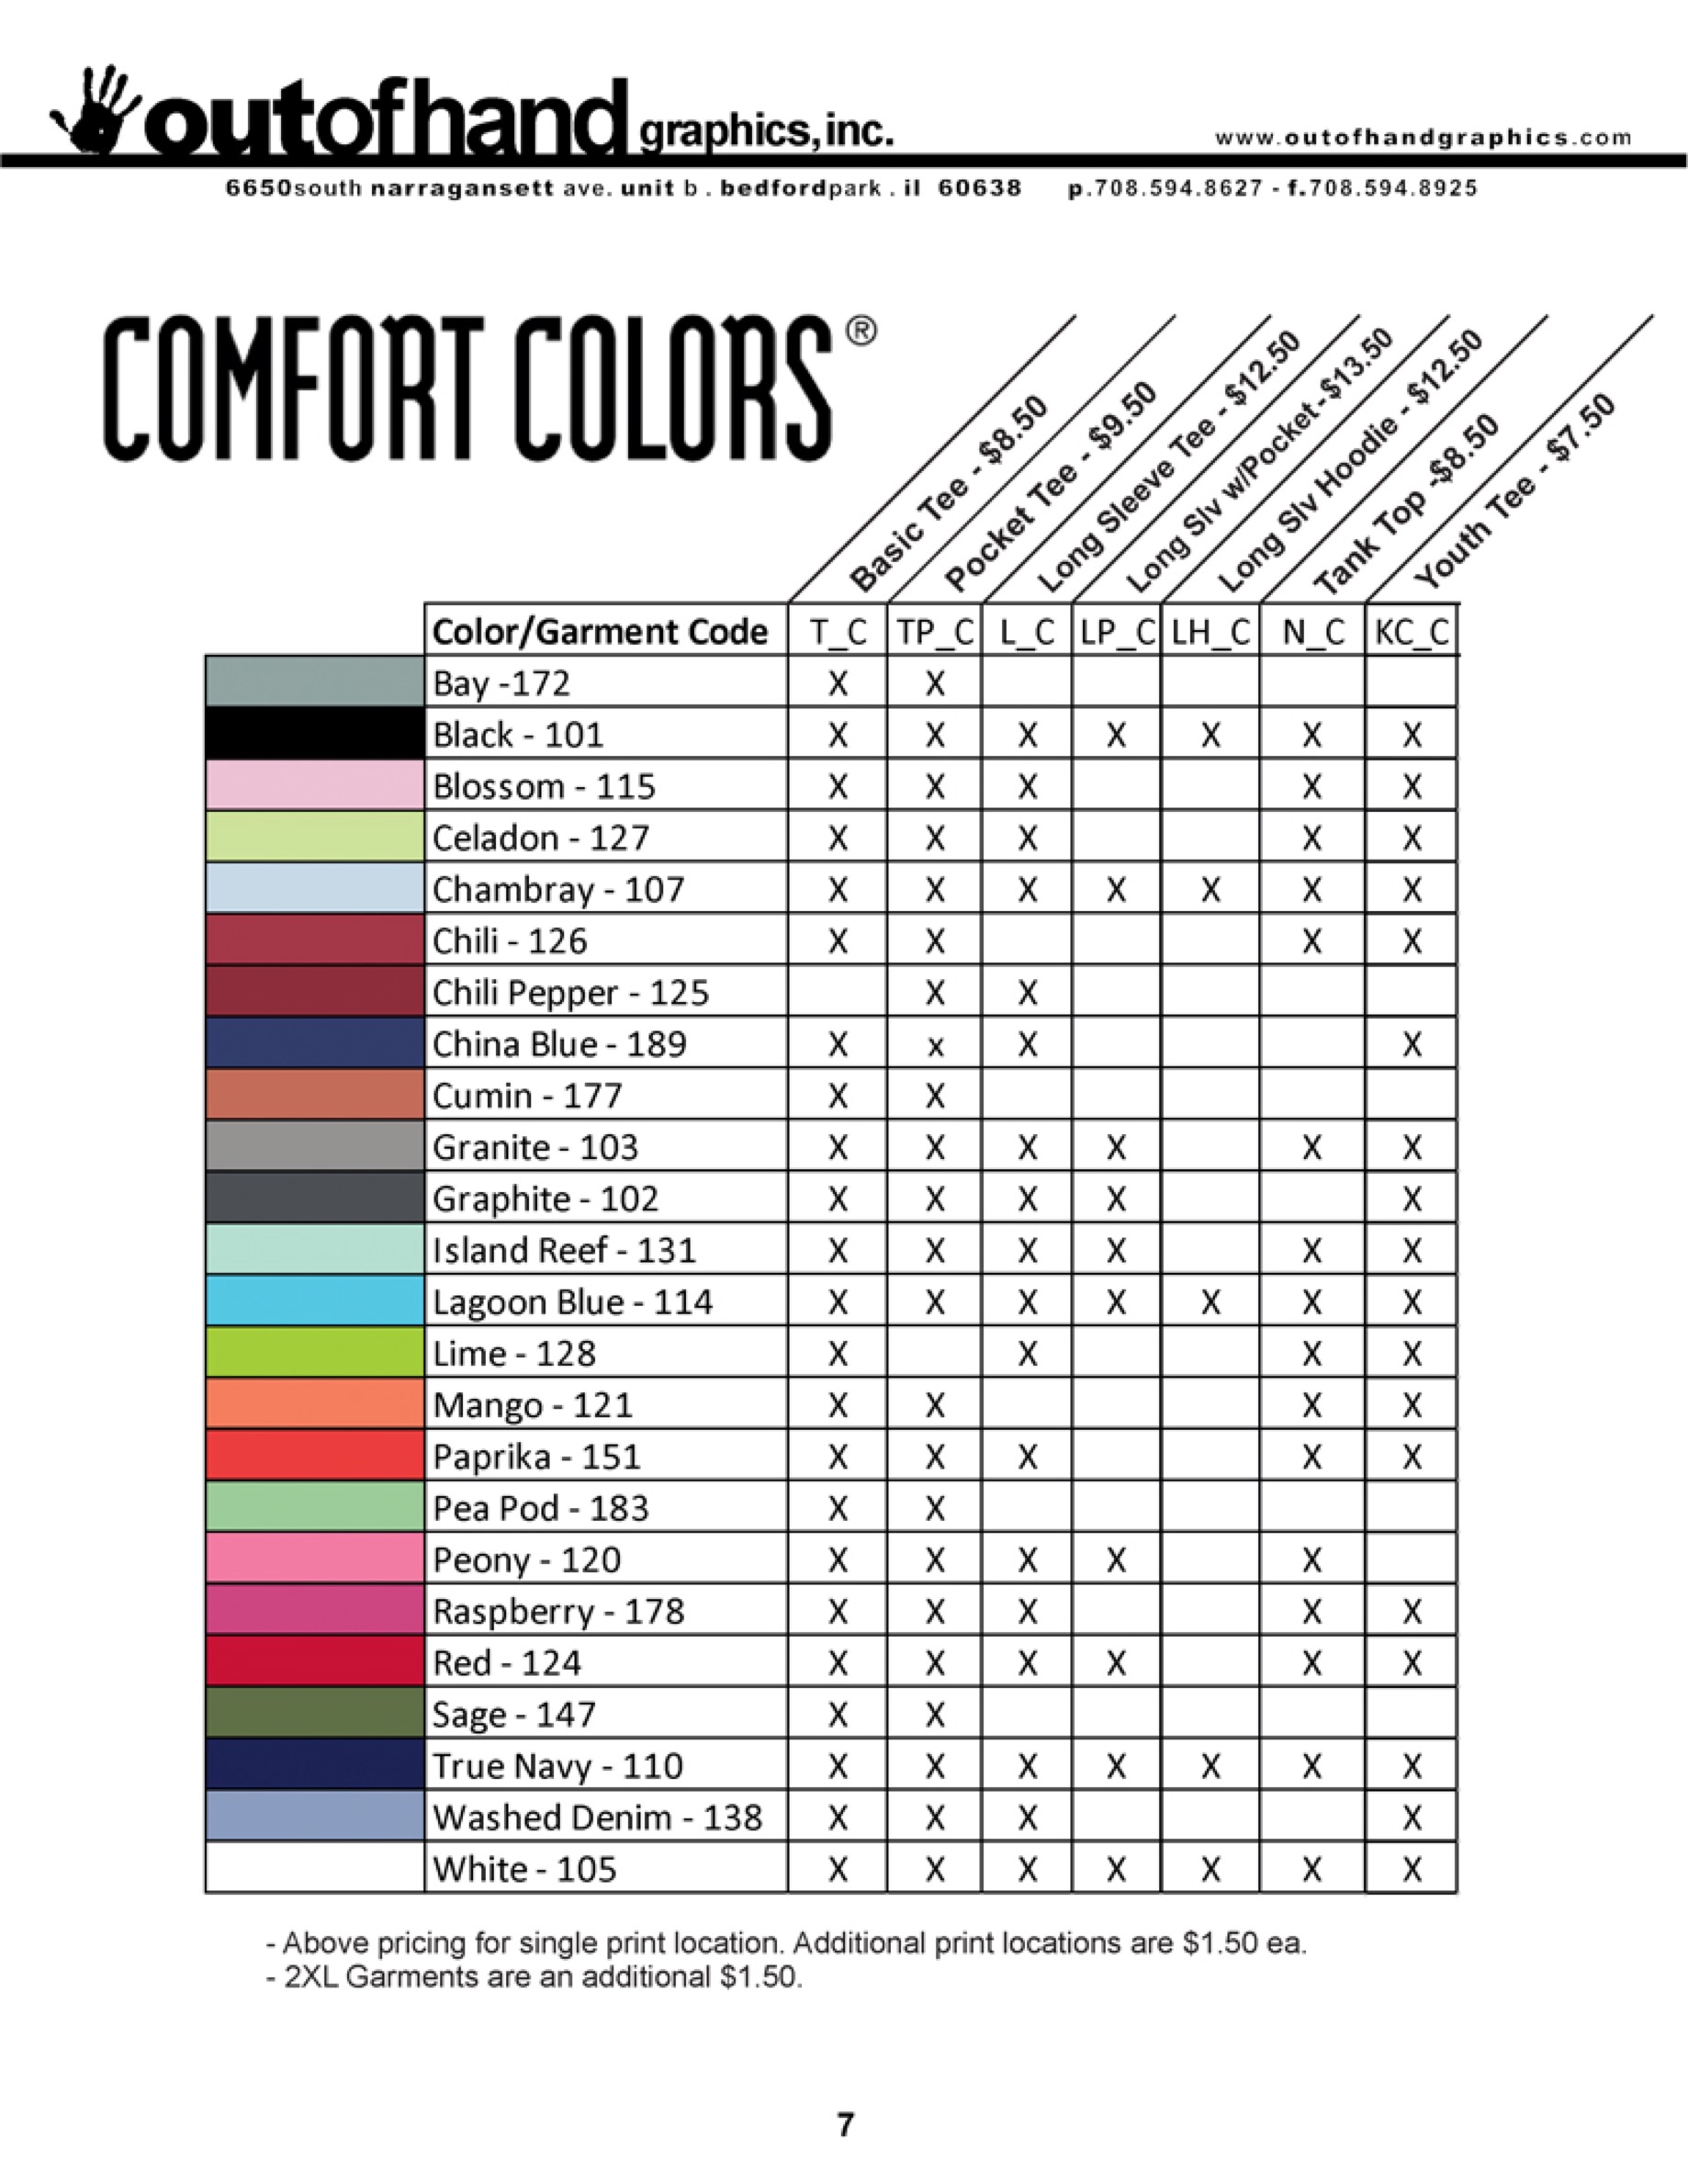 outofhand graphics,inc.
www.outofhandgraphics.com
6650south narragansett ave. unit b . bedfordpark . il 60638 p.708.594.8627 - f.708.594.8925
COMFORT COLORS®
Basic Tee - $8.50
Pocket Tee - $9.50
Long Sleeve Tee - $12.50
Long Slv w/Pocket -$13.50
Long Slv Hoodie - $12.50
Tank Top -$8.50
Youth Tee - $7.50
Color/Garment Code T_C TP_C L_C LP_C LH_C N_C KC_C
Bay -172 X X
Black - 101 X X X X X X X
Blossom - 115 X X X X X
Celadon - 127 X X X X X
Chambray - 107 X X X X X X X
Chili - 126 X X X X
Chili Pepper - 125 X X
China Blue - 189 X x X X
Cumin - 177 X X
Granite - 103 X X X X X X
Graphite - 102 X X X X X
Island Reef - 131 X X X X X X
Lagoon Blue - 114 X X X X X X X
Lime - 128 X X X X
Mango - 121 X X X X
Paprika - 151 X X X X X
Pea Pod - 183 X X
Peony - 120 X X X X X
Raspberry - 178 X X X X X
Red - 124 X X X X X X
Sage - 147 X X
True Navy - 110 X X X X X X X
Washed Denim - 138 X X X X
White - 105 X X X X X X X
- Above pricing for single print location. Additional print locations are $1.50 ea.
- 2XL Garments are an additional $1.50.
7